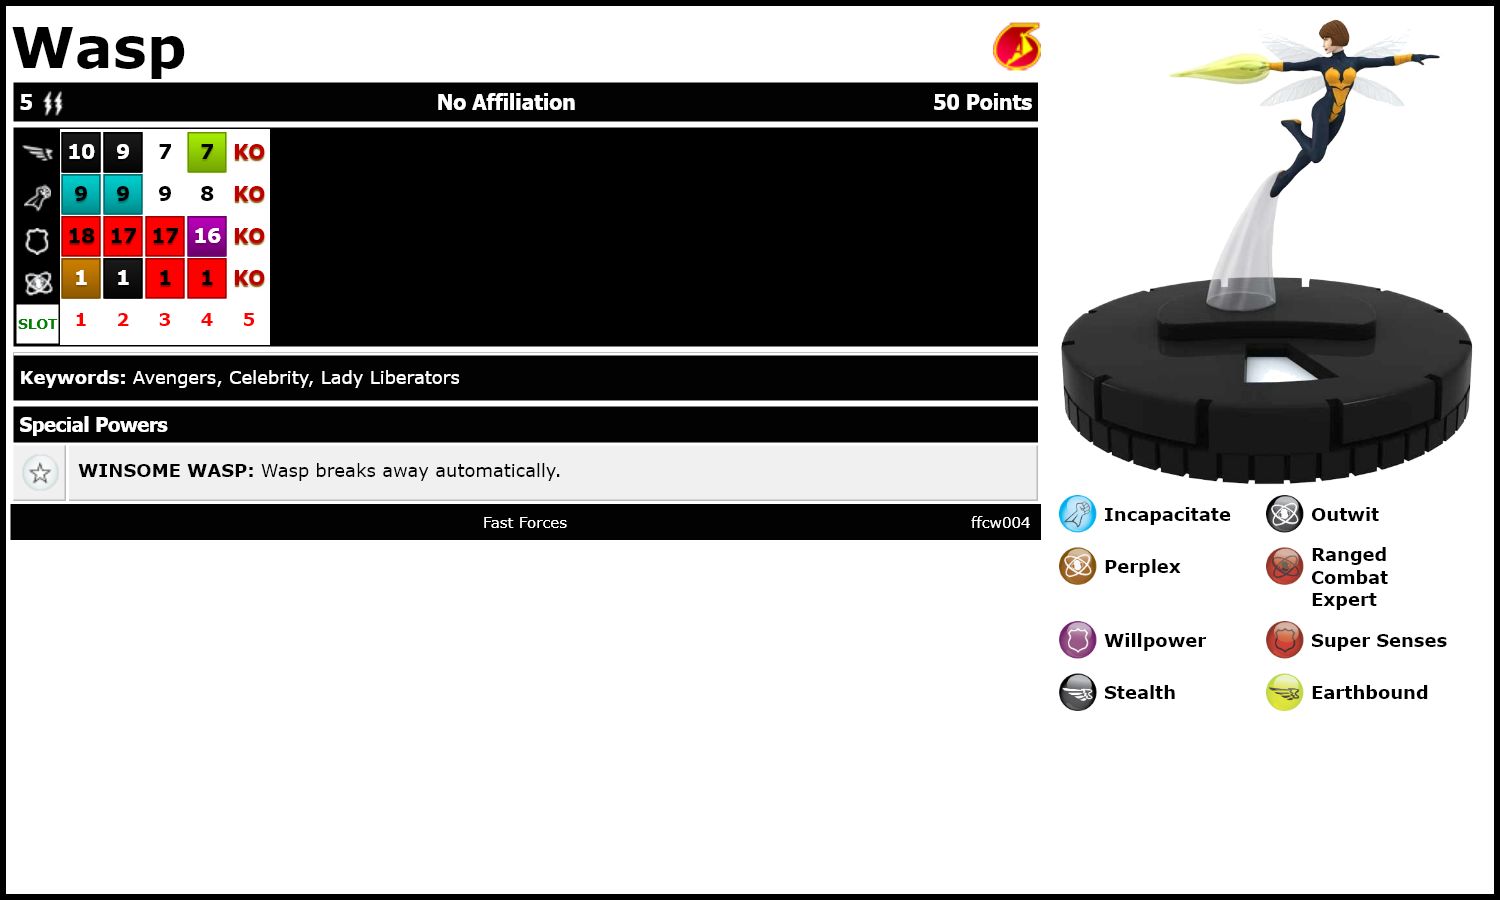 Wasp
5 No Affiliation 50 Points
10 9 7 7 KO
9 9 9 8 KO
18 17 17 16 KO
1 1 1 1 KO
SLOT 1 2 3 4 5
Keywords: Avengers, Celebrity, Lady Liberators
Special Powers
WINSOME WASP: Wasp breaks away automatically.
Fast Forces ffcw004
Incapacitate Outwit
Perplex Ranged
Combat
Expert
Willpower Super Senses
Stealth Earthbound